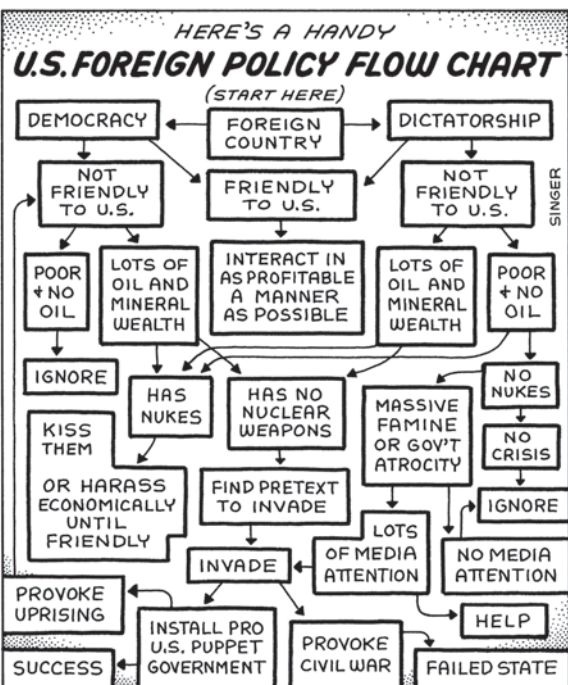 HERE'S A HANDY
U.S. FOREIGN POLICY FLOW CHART
(START HERE)
DEMOCRACY
FOREIGN
COUNTRY
DICTATORSHIP
NOT
FRIENDLY
TO U.S.
FRIENDLY
TO U.S.
NOT
FRIENDLY
TO U.S.
SINGER
POOR
& NO
OIL
LOTS OF
OIL AND
MINERAL
WEALTH
INTERACT IN
AS PROFITABLE
A MANNER
AS POSSIBLE
LOTS OF
OIL AND
MINERAL
WEALTH
POOR
& NO
OIL
IGNORE
HAS
NUKES
HAS NO
NUCLEAR
WEAPONS
MASSIVE
FAMINE
OR GOV'T
ATROCITY
NO
NUKES
KISS
THEM
OR HARASS
ECONOMICALLY
UNTIL
FRIENDLY
FIND PRETEXT
TO INVADE
NO
CRISIS
IGNORE
INVADE
LOTS
OF MEDIA
ATTENTION
NO MEDIA
ATTENTION
PROVOKE
UPRISING
INSTALL PRO
U.S. PUPPET
GOVERNMENT
PROVOKE
CIVIL WAR
HELP
SUCCESS
FAILED STATE